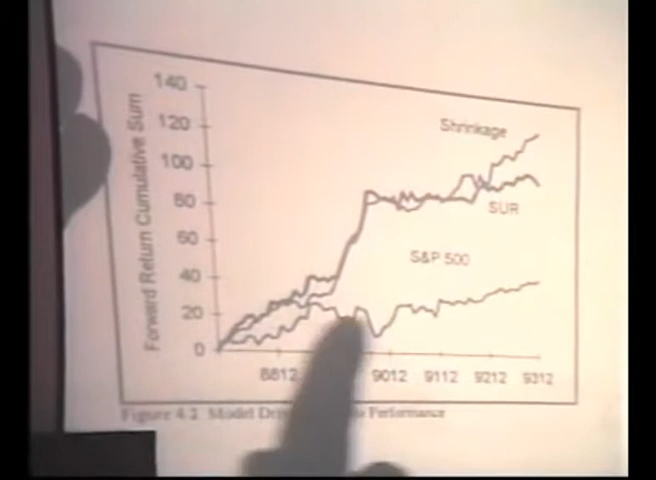 140
120
100
80
60
40
20
0
Forward Return Cumulative Sum
Shrinkage
SUR
S&P 500
8812 9012 9112 9212 9312
Figure 4.2 Model Performance